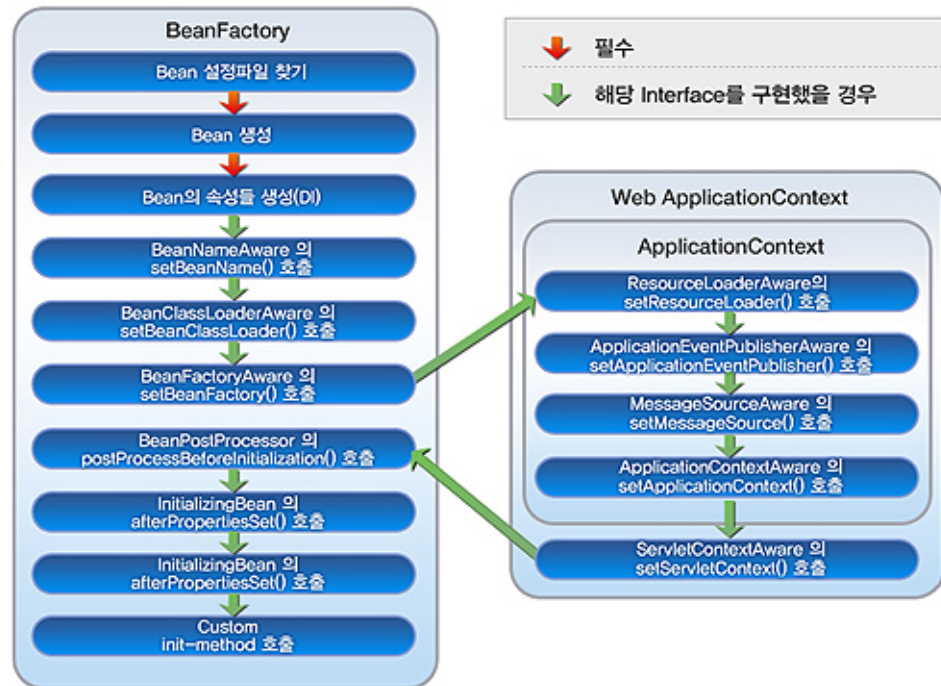 BeanFactory
Bean 설정파일 찾기
Bean 생성
Bean의 속성들 생성(DI)
BeanNameAware 의
setBeanName() 호출
BeanClassLoaderAware 의
setBeanClassLoader() 호출
BeanFactoryAware 의
setBeanFactory() 호출
BeanPostProcessor 의
postProcessBeforeInitialization() 호출
InitializingBean 의
afterPropertiesSet() 호출
InitializingBean 의
afterPropertiesSet() 호출
Custom
init-method 호출
필수
해당 Interface를 구현했을 경우
Web ApplicationContext
ApplicationContext
ResourceLoaderAware의
setResourceLoader() 호출
ApplicationEventPublisherAware 의
setApplicationEventPublisher() 호출
MessageSourceAware 의
setMessageSource() 호출
ApplicationContextAware 의
setApplicationContext() 호출
ServletContextAware 의
setServletContext() 호출